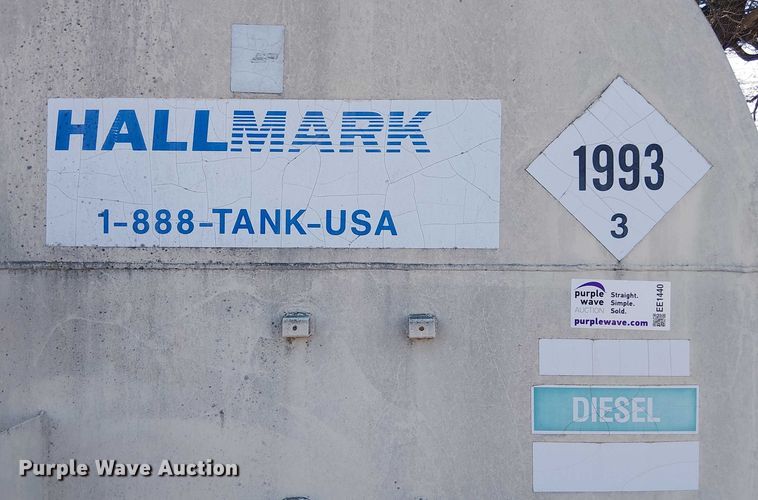 HALLMARK
1-888-TANK-USA
1993
3
purple wave AUCTION
Straight.
Simple.
Sold.
EE1440
purplewave.com
DIESEL
Purple Wave Auction